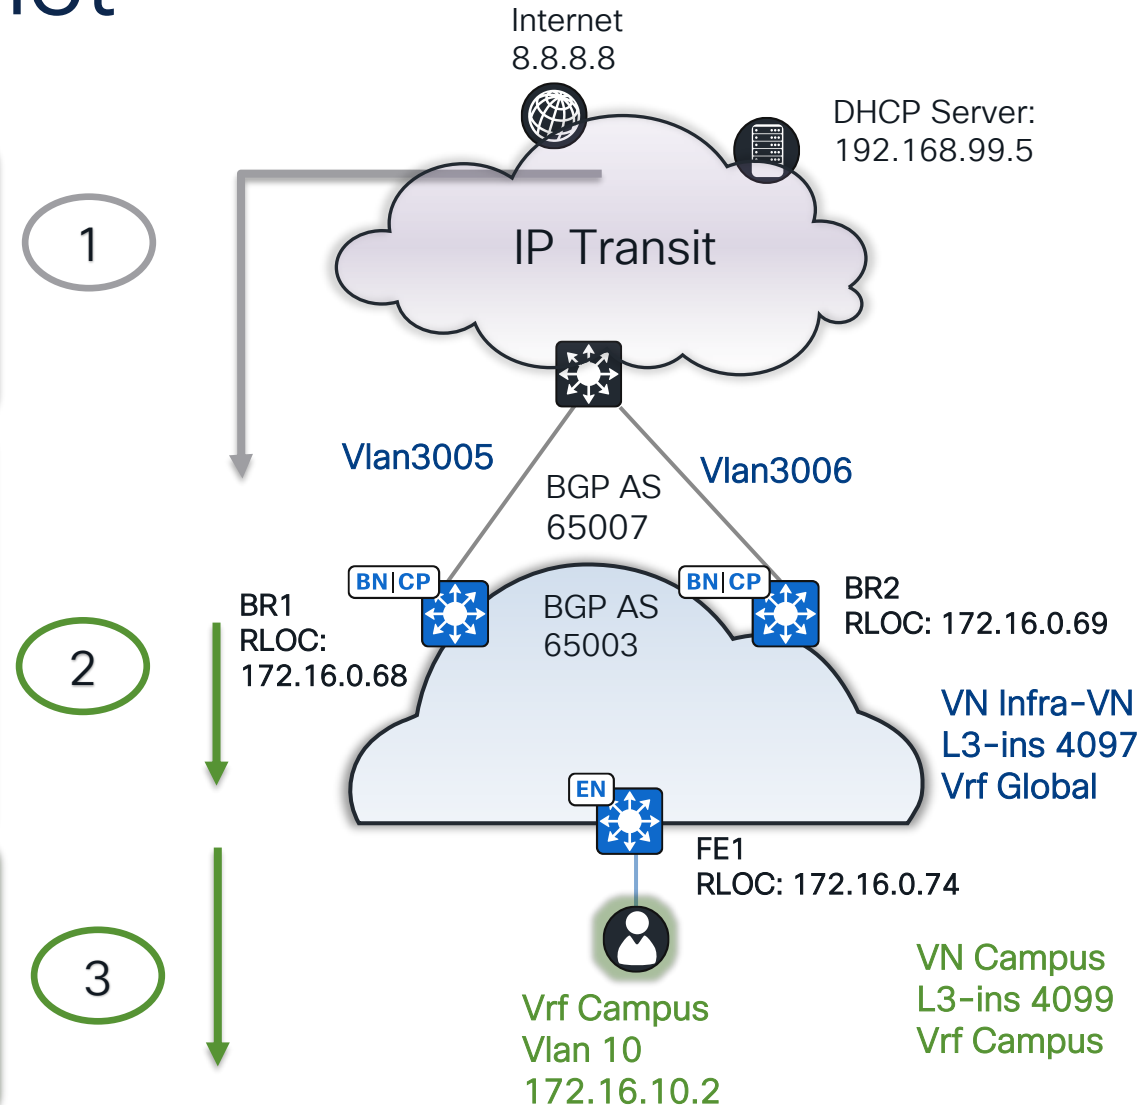 Internet
8.8.8.8
DHCP Server:
192.168.99.5
1
IP Transit
Vlan3005
Vlan3006
BGP AS
65007
BN|CP
BN|CP
BR1
RLOC:
172.16.0.68
BGP AS
65003
BR2
RLOC: 172.16.0.69
2
VN Infra-VN
L3-ins 4097
Vrf Global
EN
FE1
RLOC: 172.16.0.74
3
Vrf Campus
Vlan 10
172.16.10.2
VN Campus
L3-ins 4099
Vrf Campus